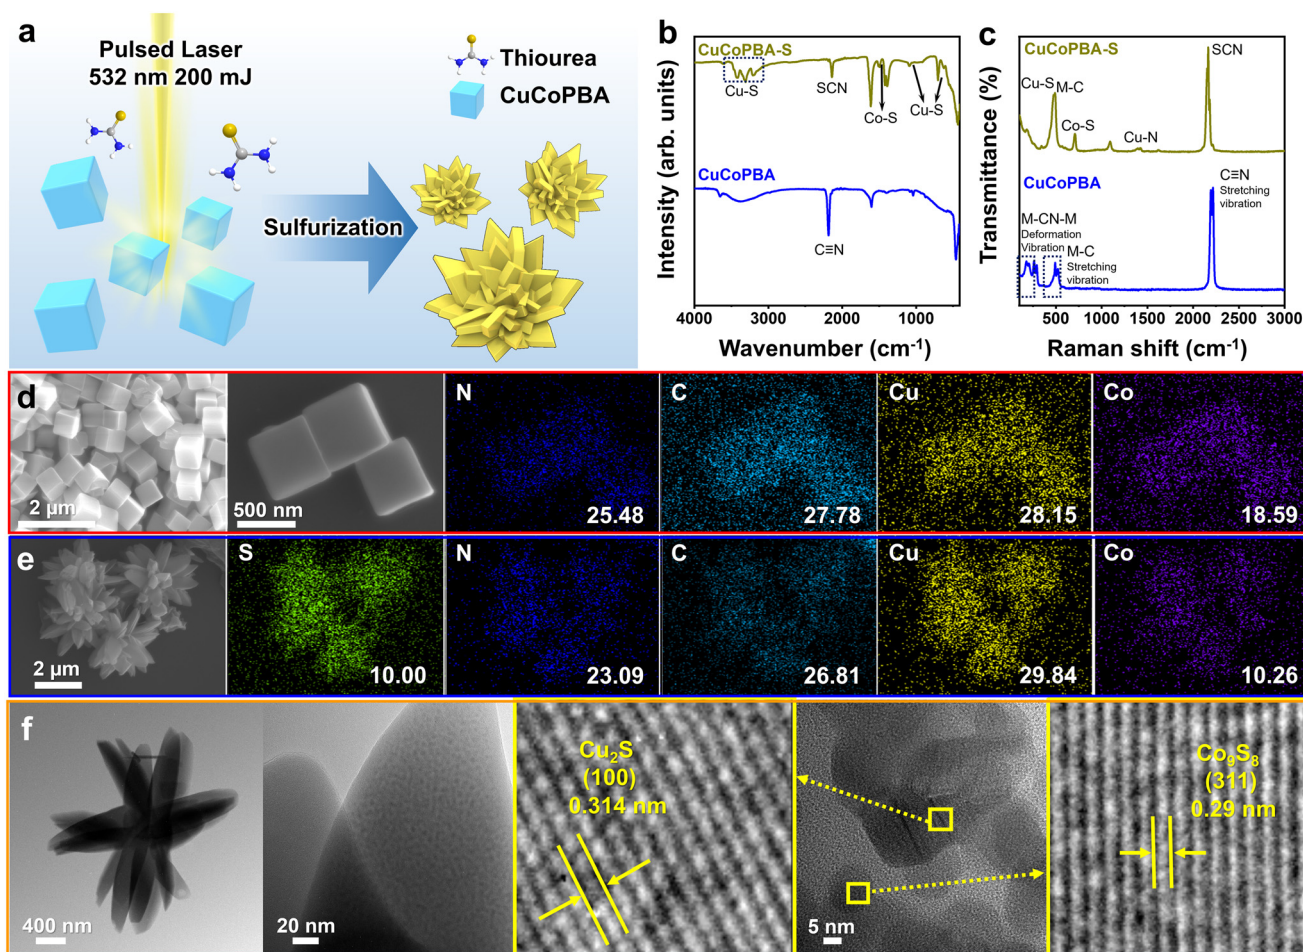 a
Pulsed Laser
532 nm 200 mJ
Thiourea
CuCoPBA
Sulfurization
b
CuCoPBA-S
Cu-S
SCN
Co-S
Cu-S
CuCoPBA
C≡N
Intensity (arb. units)
4000 3000 2000 1000
Wavenumber (cm⁻¹)
c
CuCoPBA-S
SCN
Cu-S
M-C
Co-S
Cu-N
CuCoPBA
C≡N
Stretching
vibration
M-CN-M
Deformation
Vibration
M-C
Stretching
vibration
Transmittance (%)
500 1000 1500 2000 2500 3000
Raman shift (cm⁻¹)
d
2 µm
500 nm
N
25.48
C
27.78
Cu
28.15
Co
18.59
e
2 µm
S
10.00
N
23.09
C
26.81
Cu
29.84
Co
10.26
f
400 nm
20 nm
Cu₂S
(100)
0.314 nm
5 nm
Co₉S₈
(311)
0.29 nm